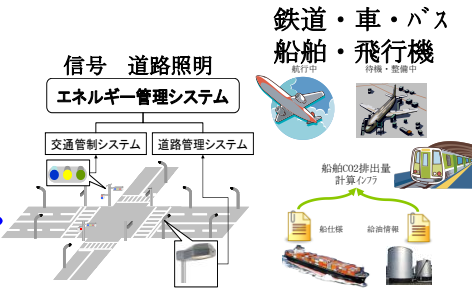 鉄道・車・バス
船舶・飛行機
信号　道路照明
エネルギー管理システム
交通管制システム
道路管理システム
航行中
待機・整備中
船舶CO2排出量
計算インフラ
船仕様
給油情報